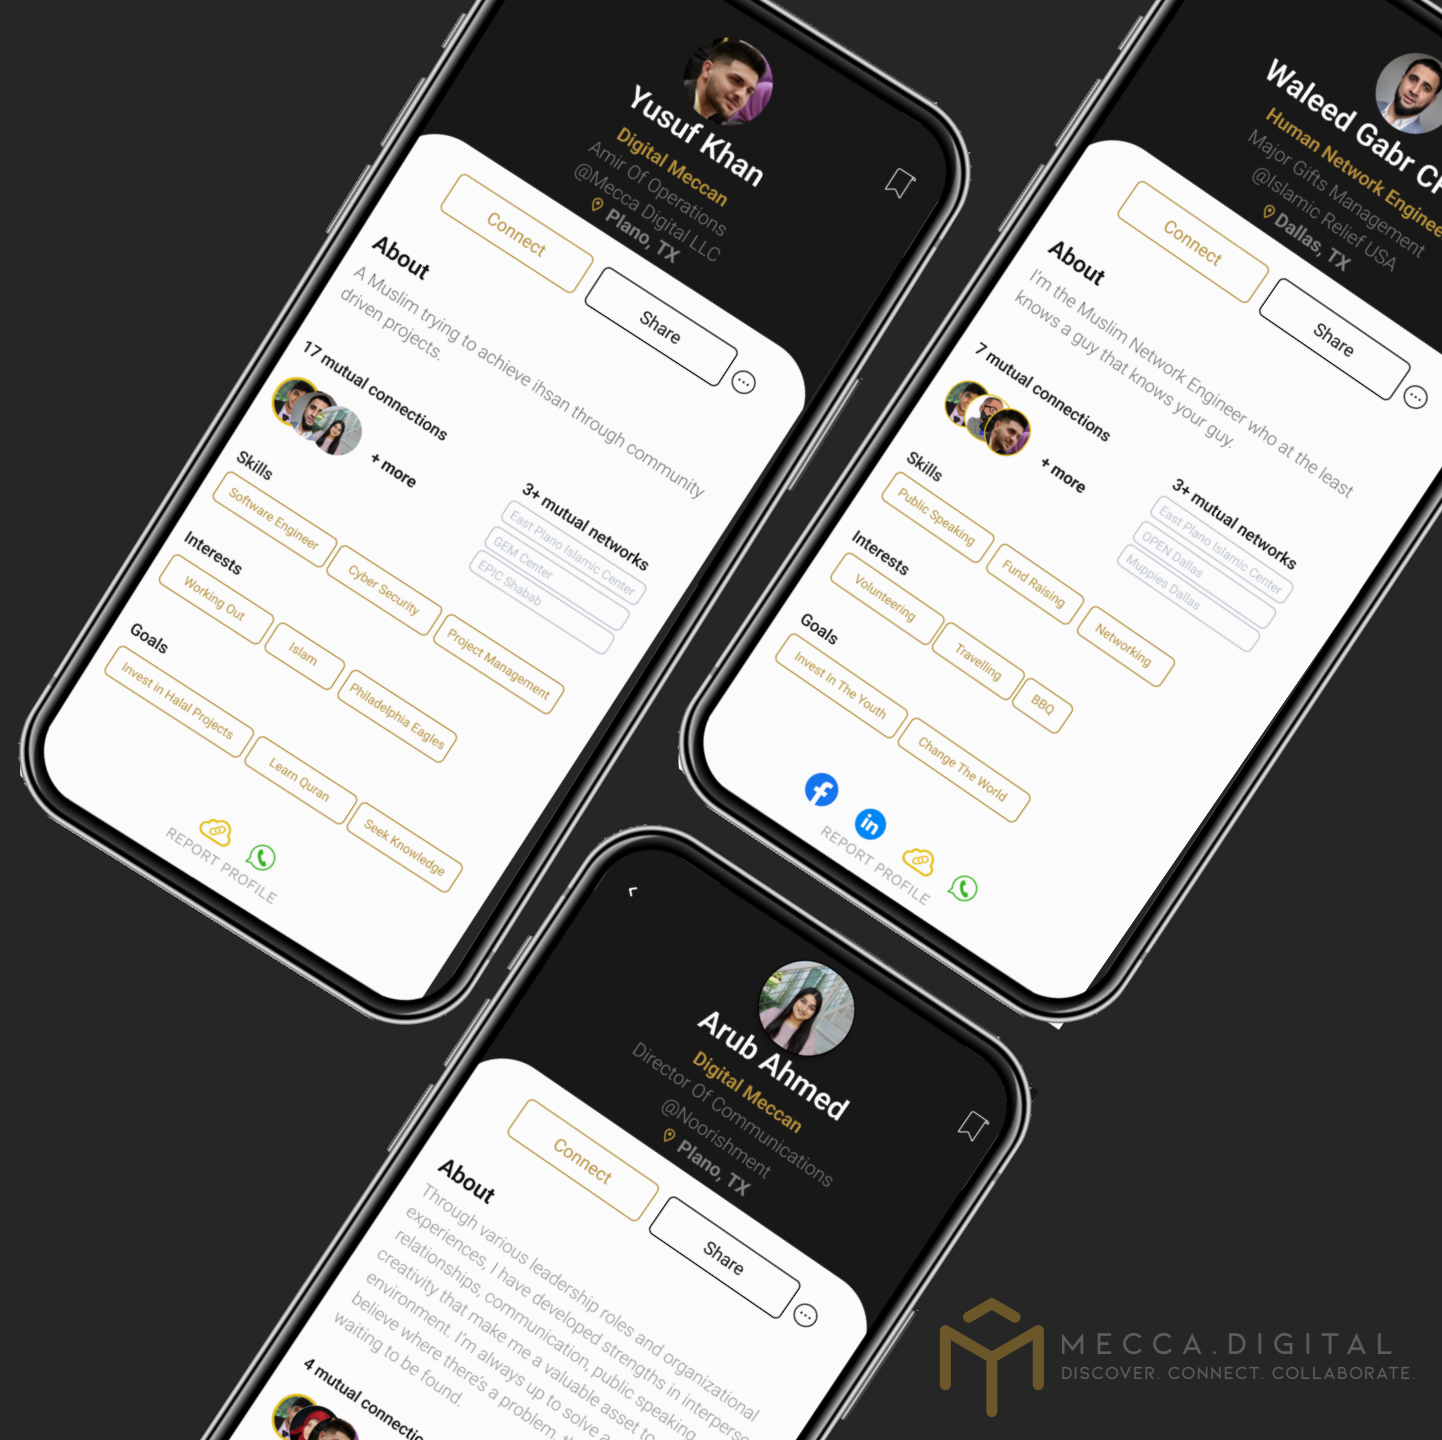 Yusuf Khan
Digital Meccan
Amir Of Operations
@Mecca Digital LLC
Plano, TX
Connect
Share
About
A Muslim trying to achieve ihsan through community
driven projects.
17 mutual connections
+ more
3+ mutual networks
East Plano Islamic Center
GEM Center
EPIC Shabab
Skills
Software Engineer
Cyber Security
Project Management
Interests
Working Out
Islam
Philadelphia Eagles
Goals
Invest in Halal Projects
Learn Quran
Seek Knowledge
REPORT PROFILE
Waleed Gabr
Human Network
Major Gifts Management
@Islamic Relief USA
Dallas, TX
Connect
Share
About
I'm the Muslim Network Engineer who at the least
knows a guy that knows your guy.
7 mutual connections
+ more
3+ mutual networks
East Plano Islamic Center
OPEN Dallas
Muppies Dallas
Skills
Public Speaking
Fund Raising
Networking
Interests
Volunteering
Travelling
BBQ
Goals
Invest In The Youth
Change The World
REPORT PROFILE
Arub Ahmed
Digital Meccan
Director Of Communications
@Noorishment
Plano, TX
Connect
Share
About
Through various leadership roles and organizational
experiences, I have developed strengths in
relationships, communication, public speaking,
creativity that make me a valuable asset to
environment. I'm always up to solve a
believe where there's a problem,
waiting to be found.
4 mutual
MECCA.DIGITAL
DISCOVER. CONNECT. COLLABORATE.